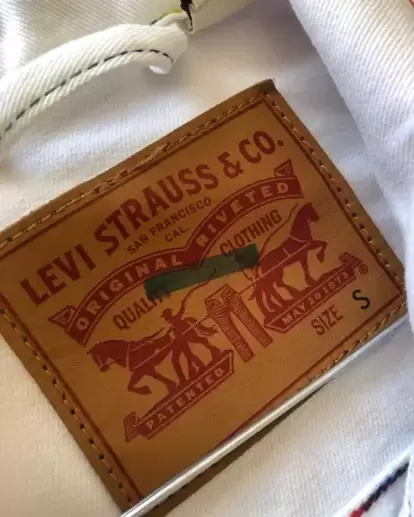 LEVI STRAUSS & CO.
SAN FRANCISCO
CAL.
ORIGINAL RIVETED
QUALITY CLOTHING
PATENTED
MAY 20 1873
®
SIZE S